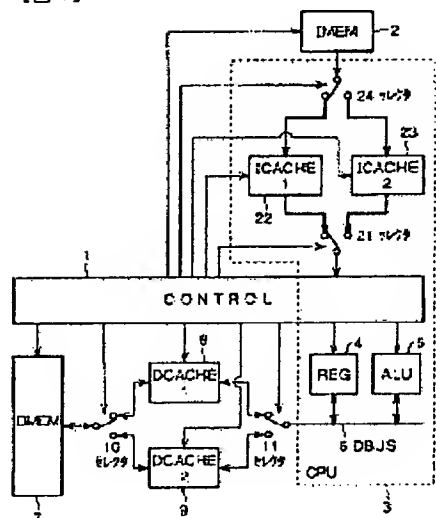 IMEM
2
24 セレクタ
23
ICACHE
1
ICACHE
2
22
21 セレクタ
1
CONTROL
8
4
5
DCACHE
1
REG
ALU
DMEM
10
セレクタ
11
セレクタ
6 DBUS
DCACHE
2
CPU
7
9
3